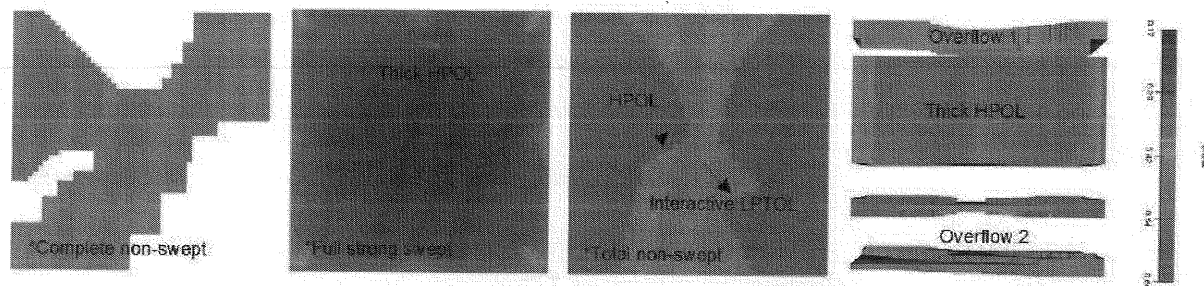 *Complete non-swept
Thick HPOL
*Full strong swept
HPOL
Interactive LPTOL
*Total non-swept
Overflow 1
Thick HPOL
Overflow 2